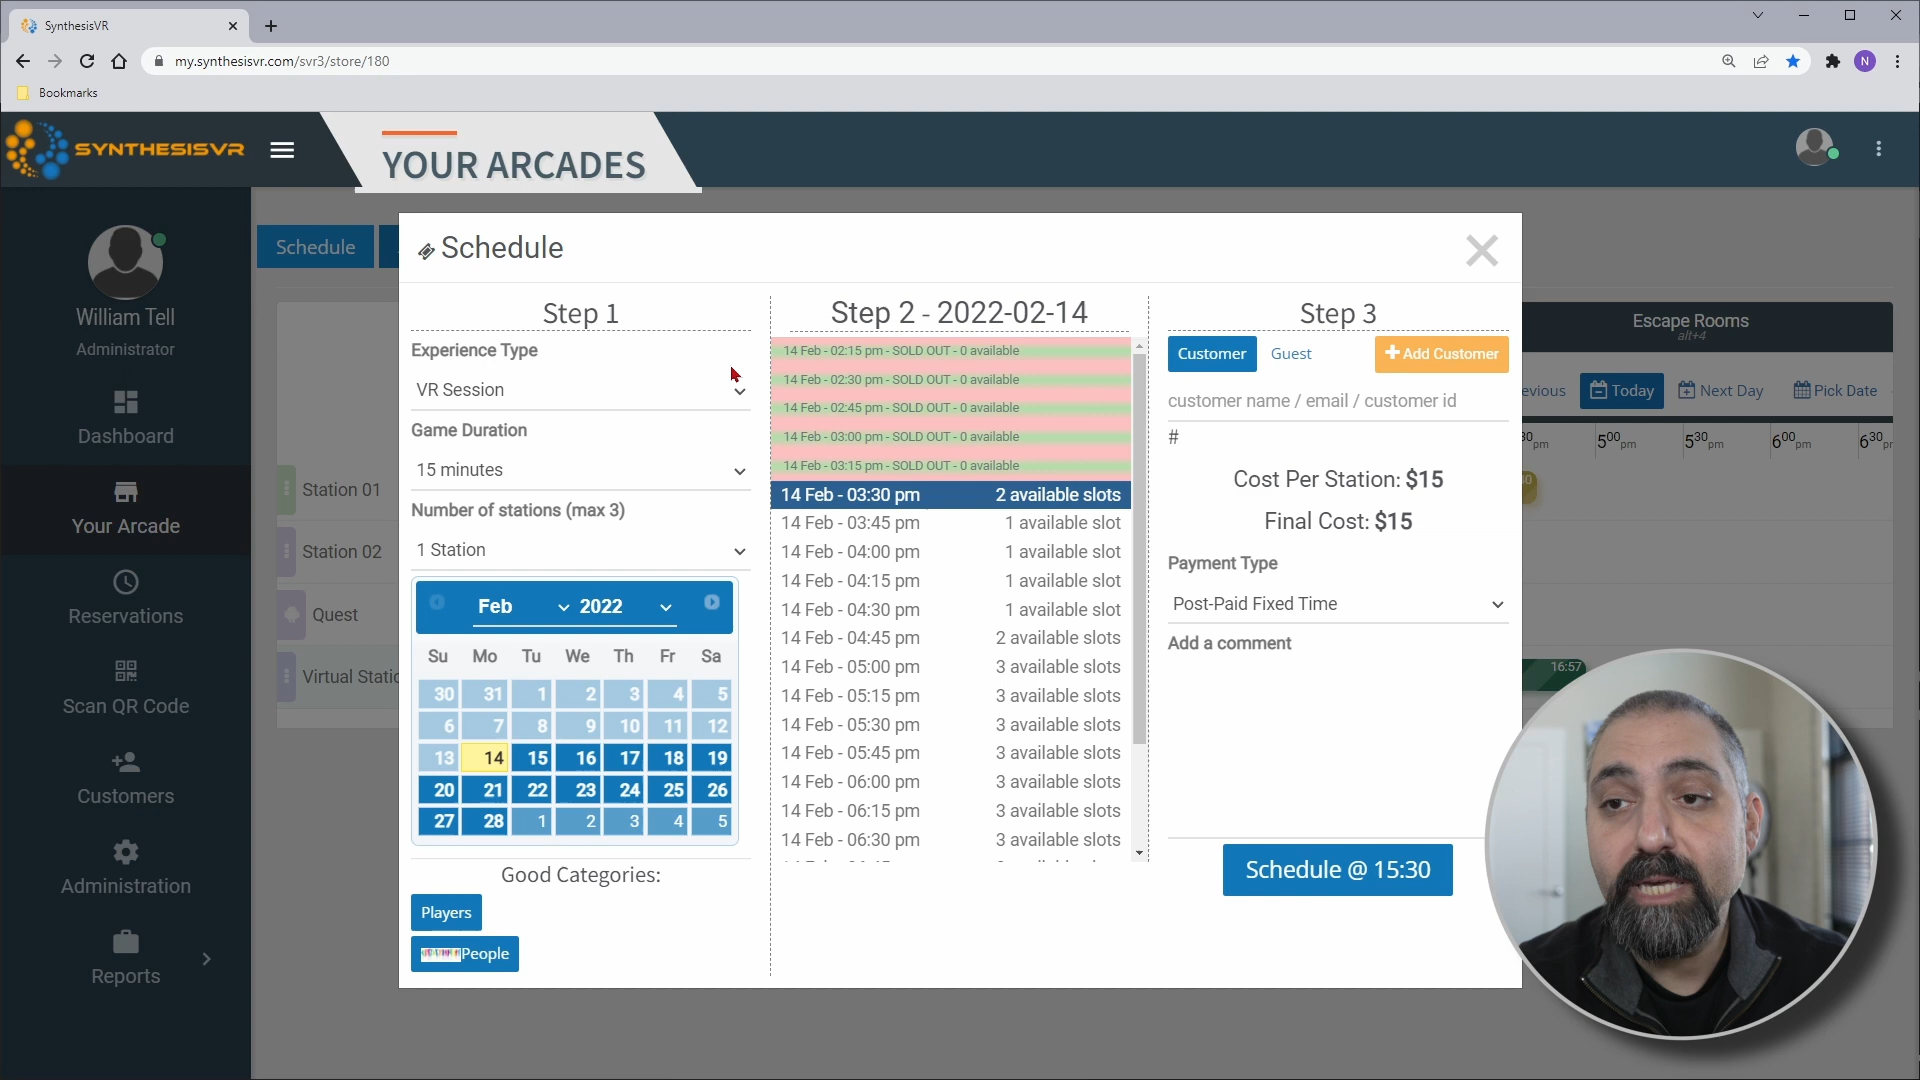 SynthesisVR
my.synthesisvr.com/svr3/store/180
N
Bookmarks
SYNTHESISVR
YOUR ARCADES
William Tell
Administrator
Dashboard
Your Arcade
Reservations
Scan QR Code
Customers
Administration
Reports
Schedule
Station 01
Station 02
Quest
Virtual Static
Schedule
Step 1
Experience Type
VR Session
Game Duration
15 minutes
Number of stations (max 3)
1 Station
Feb 2022
Su Mo Tu We Th Fr Sa
30 31 1 2 3 4 5
6 7 8 9 10 11 12
13 14 15 16 17 18 19
20 21 22 23 24 25 26
27 28 1 2 3 4 5
Good Categories:
Players
People
Step 2 - 2022-02-14
14 Feb - 02:15 pm - SOLD OUT - 0 available
14 Feb - 02:30 pm - SOLD OUT - 0 available
14 Feb - 02:45 pm - SOLD OUT - 0 available
14 Feb - 03:00 pm - SOLD OUT - 0 available
14 Feb - 03:15 pm - SOLD OUT - 0 available
14 Feb - 03:30 pm 2 available slots
14 Feb - 03:45 pm 1 available slot
14 Feb - 04:00 pm 1 available slot
14 Feb - 04:15 pm 1 available slot
14 Feb - 04:30 pm 1 available slot
14 Feb - 04:45 pm 2 available slots
14 Feb - 05:00 pm 3 available slots
14 Feb - 05:15 pm 3 available slots
14 Feb - 05:30 pm 3 available slots
14 Feb - 05:45 pm 3 available slots
14 Feb - 06:00 pm 3 available slots
14 Feb - 06:15 pm 3 available slots
14 Feb - 06:30 pm 3 available slots
Step 3
Customer Guest Add Customer
customer name / email / customer id
#
Cost Per Station: $15
Final Cost: $15
Payment Type
Post-Paid Fixed Time
Add a comment
Schedule @ 15:30
Escape Rooms
alt+4
evious Today Next Day Pick Date
30pm 5 00pm 5 30pm 6 00pm 6 30pr
16:57